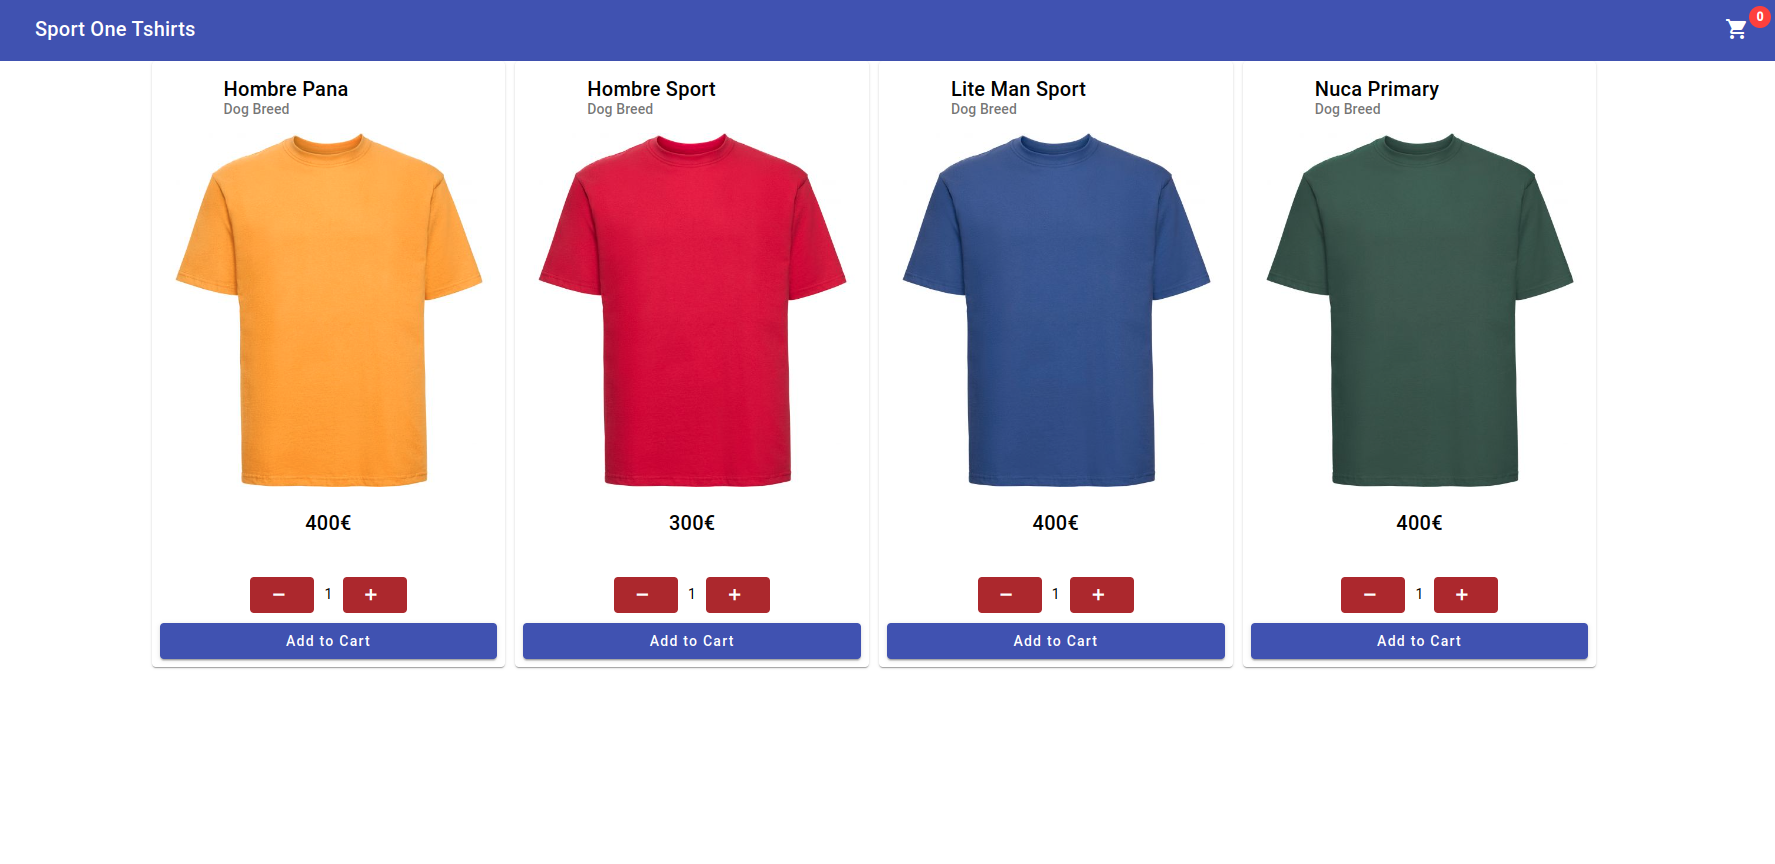 Sport One Tshirts
0
Hombre Pana
Dog Breed
400€
− 1 +
Add to Cart
Hombre Sport
Dog Breed
300€
− 1 +
Add to Cart
Lite Man Sport
Dog Breed
400€
− 1 +
Add to Cart
Nuca Primary
Dog Breed
400€
− 1 +
Add to Cart